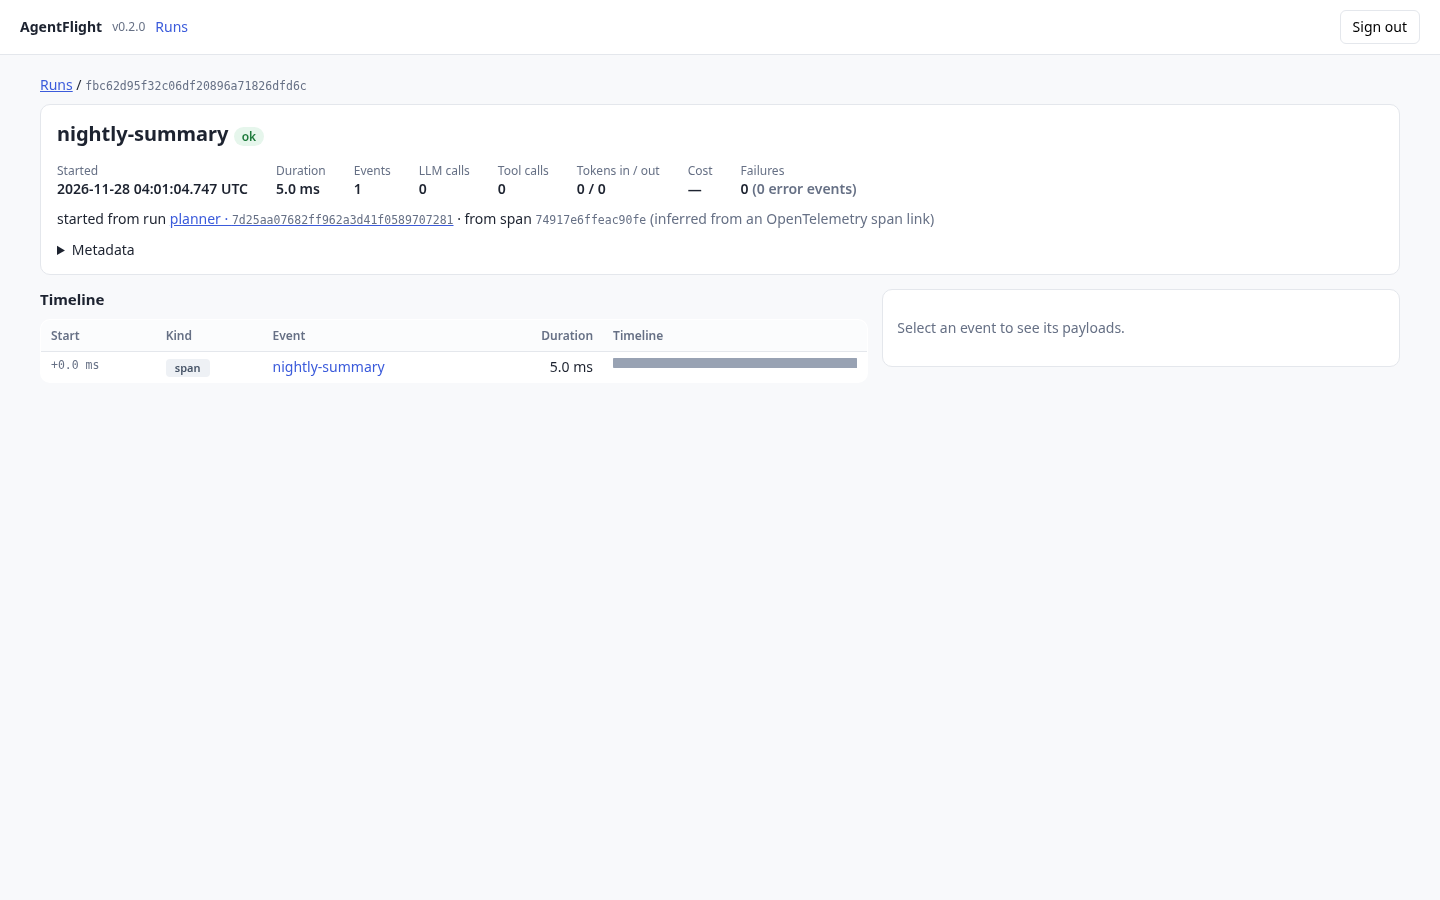 AgentFlight v0.2.0 Runs Sign out
Runs / fbc62d95f32c06df20896a71826dfd6c
nightly-summary ok
Started Duration Events LLM calls Tool calls Tokens in / out Cost Failures
2026-11-28 04:01:04.747 UTC 5.0 ms 1 0 0 0 / 0 — 0 (0 error events)
started from run planner · 7d25aa07682ff962a3d41f0589707281 · from span 74917e6ffeac90fe (inferred from an OpenTelemetry span link)
Metadata
Timeline
Start Kind Event Duration Timeline
+0.0 ms span nightly-summary 5.0 ms
Select an event to see its payloads.